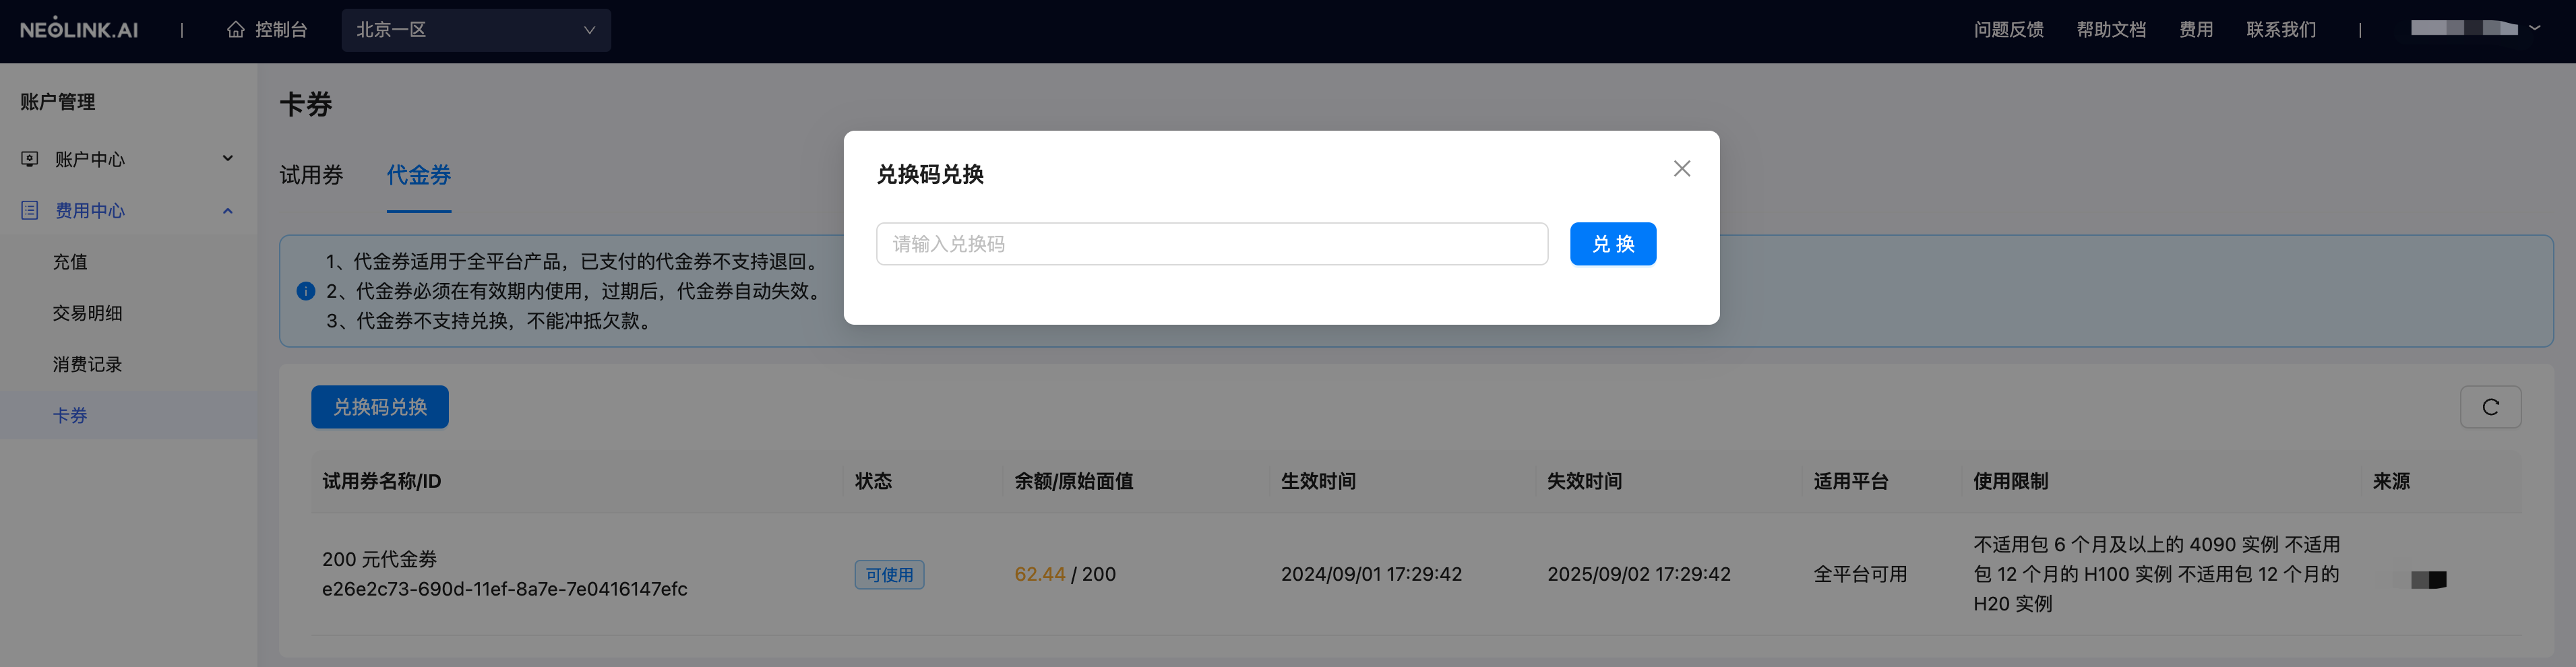 NEOLINK.AI | 控制台 北京一区 问题反馈 帮助文档 费用 联系我们 |
账户管理
账户中心
费用中心
充值
交易明细
消费记录
卡券
卡券
试用券 代金券
1、代金券适用于全平台产品，已支付的代金券不支持退回。
2、代金券必须在有效期内使用，过期后，代金券自动失效。
3、代金券不支持兑换，不能冲抵欠款。
兑换码兑换
请输入兑换码 兑 换
兑换码兑换
试用券名称/ID 状态 余额/原始面值 生效时间 失效时间 适用平台 使用限制 来源
200 元代金券
e26e2c73-690d-11ef-8a7e-7e0416147efc
可使用
62.44 / 200
2024/09/01 17:29:42
2025/09/02 17:29:42
全平台可用
不适用包 6 个月及以上的 4090 实例 不适用
包 12 个月的 H100 实例 不适用包 12 个月的
H20 实例